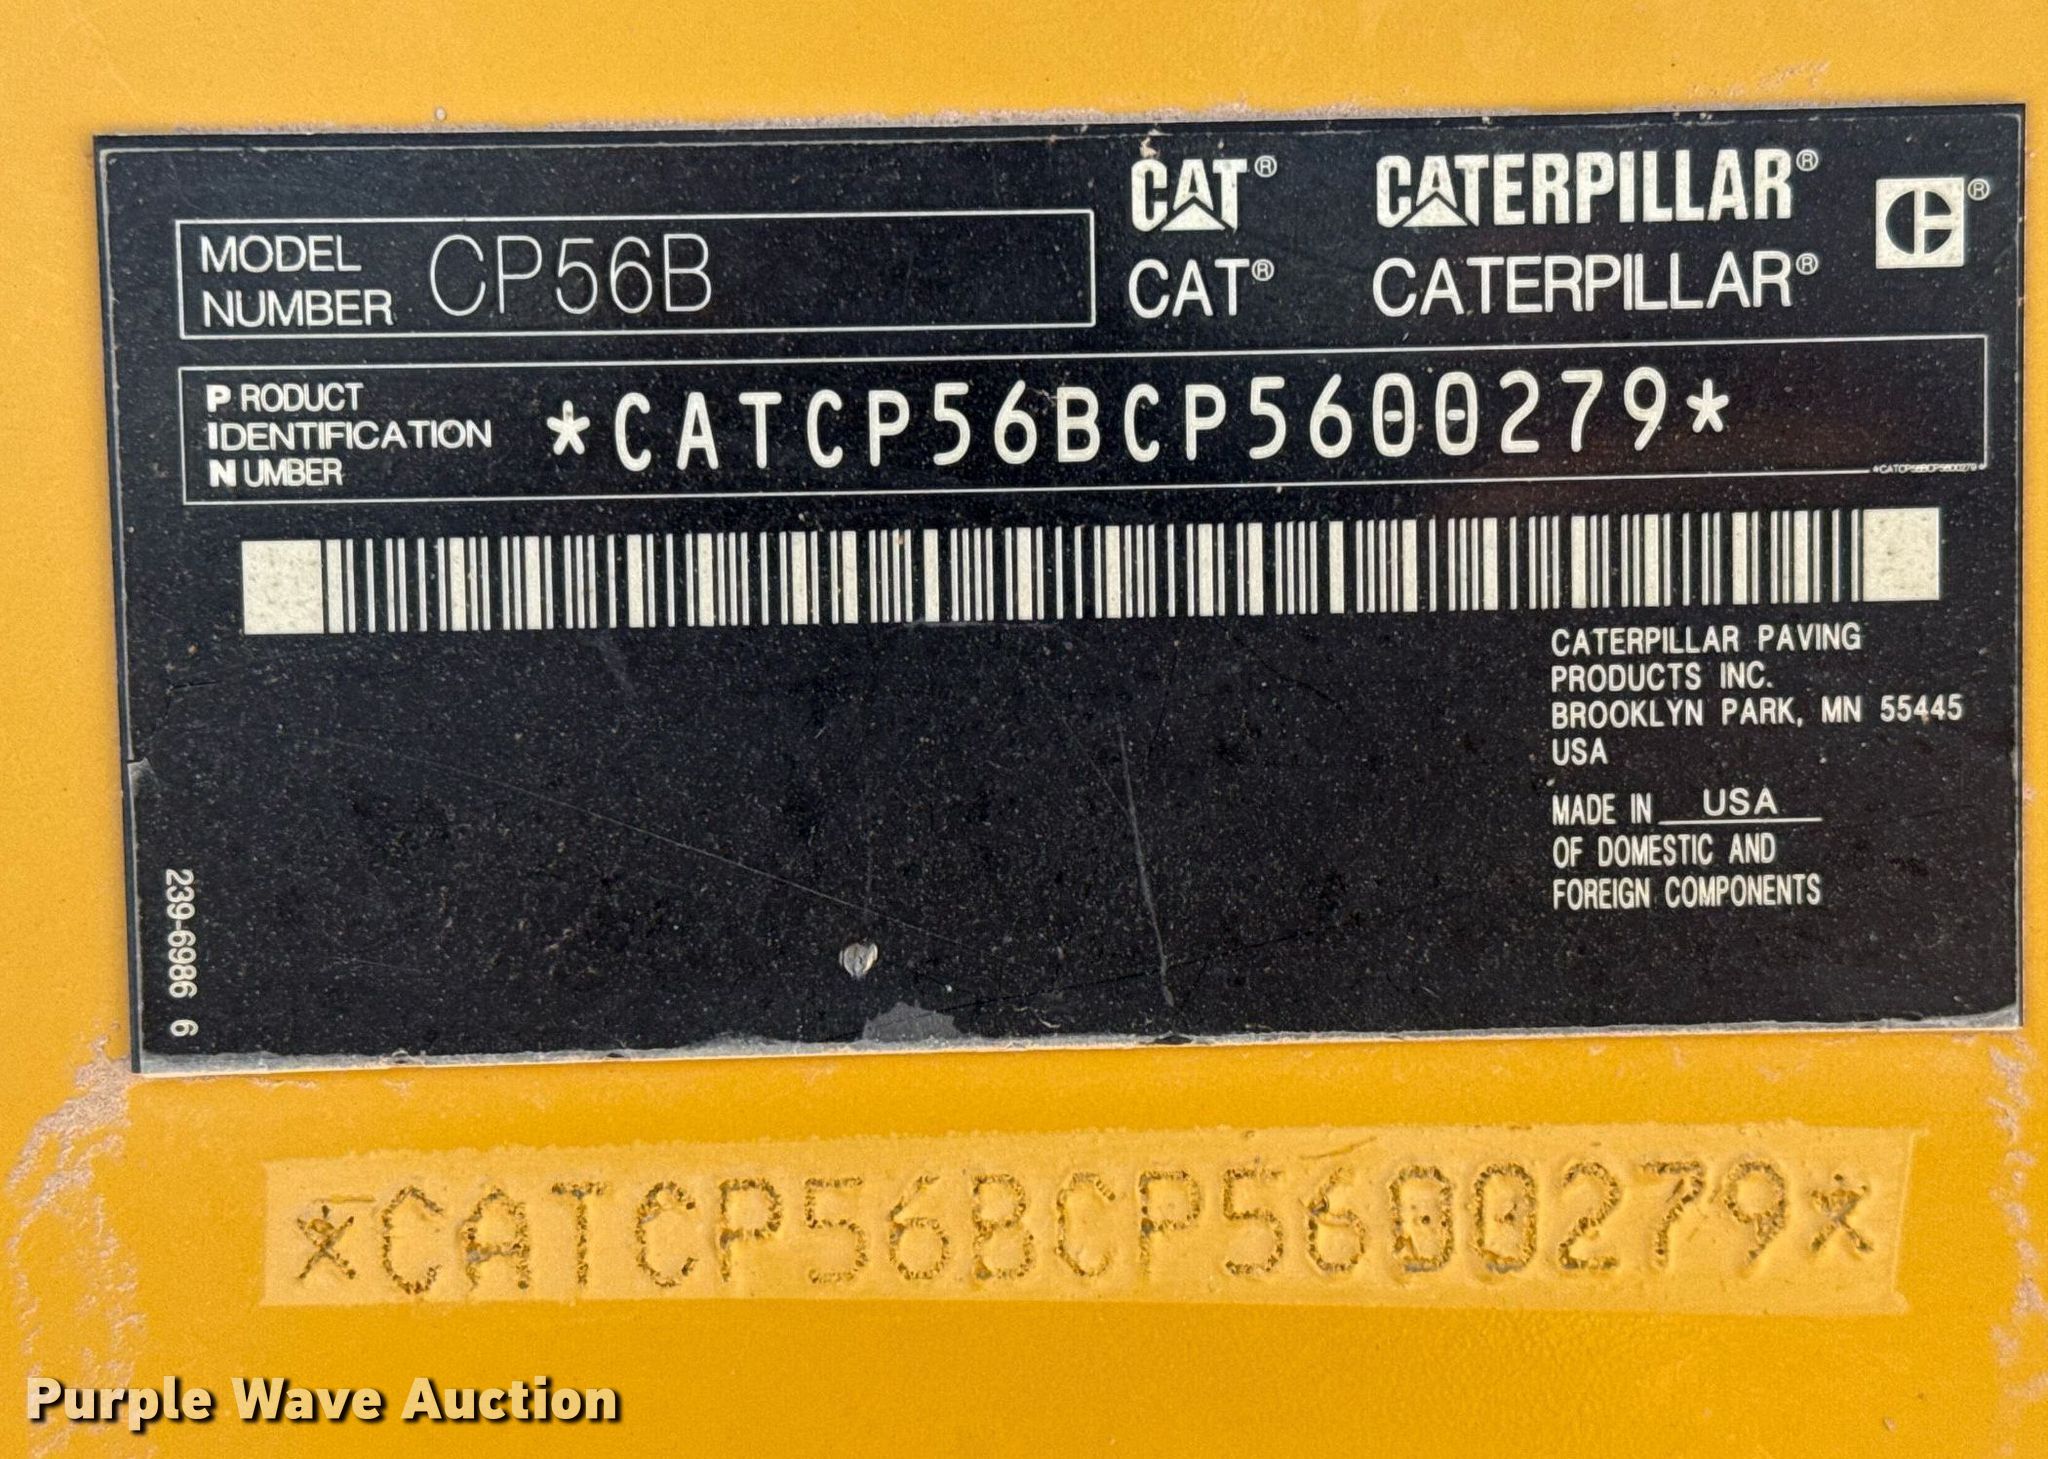 CAT® CATERPILLAR®
MODEL NUMBER CP56B
CAT® CATERPILLAR®
PRODUCT IDENTIFICATION NUMBER *CATCP56BCP5600279*
*CATCP56BCP5600279*
CATERPILLAR PAVING
PRODUCTS INC.
BROOKLYN PARK, MN 55445
USA
MADE IN USA
OF DOMESTIC AND
FOREIGN COMPONENTS
239-6986 6
*CATCP56BCP5600279*
Purple Wave Auction